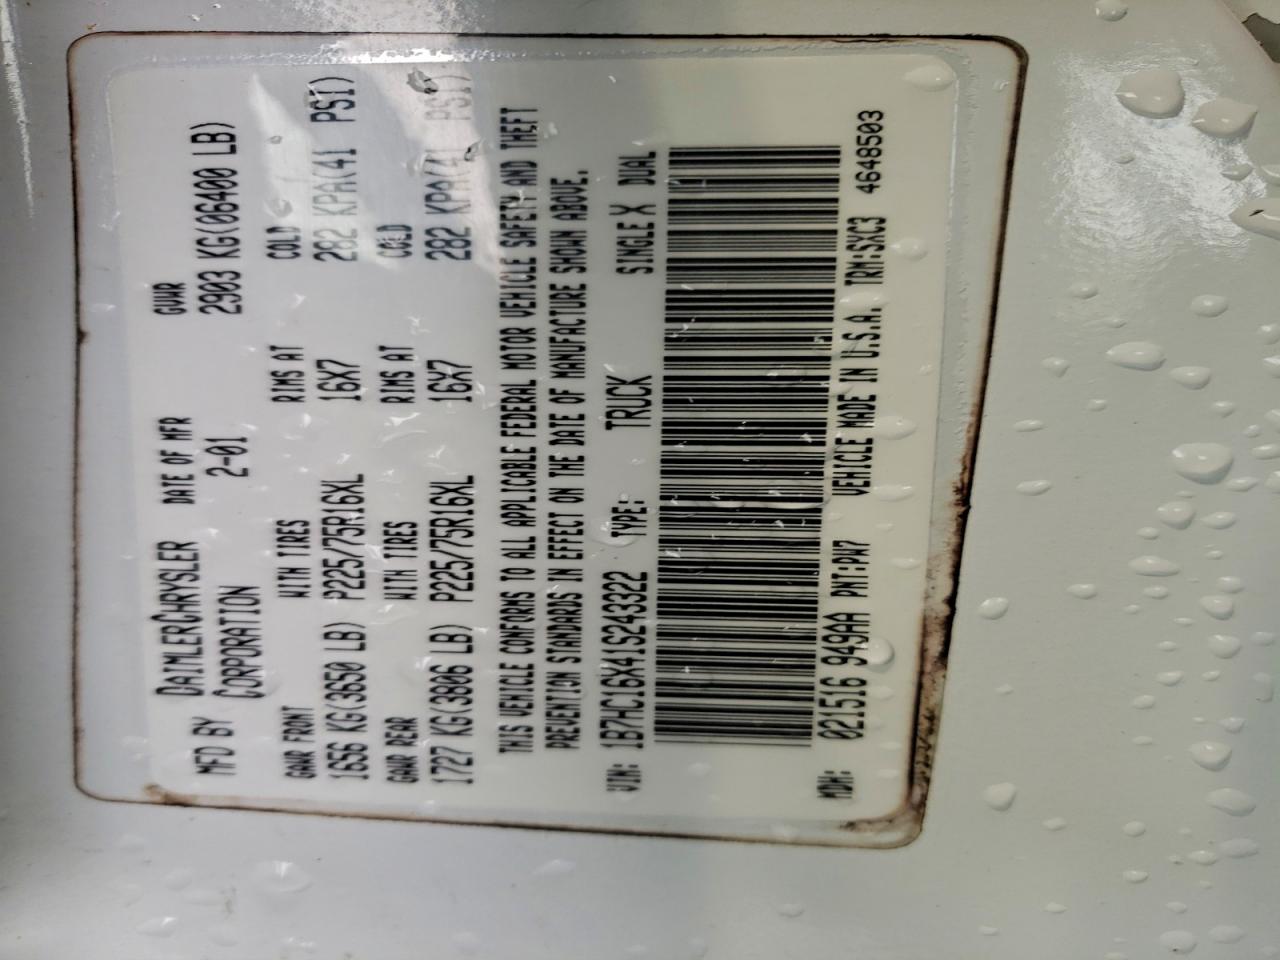 MFD BY DAIMLERCHRYSLER CORPORATION DATE OF MFR 2-01 GVWR 2903 KG(06400 LB)
GAWR FRONT WITH TIRES RIMS AT COLD
1656 KG(3650 LB) P225/75R16XL 16X7 282 KPA(41 PSI)
GAWR REAR WITH TIRES RIMS AT COLD
1727 KG(3806 LB) P225/75R16XL 16X7 282 KPA(41 PSI)
THIS VEHICLE CONFORMS TO ALL APPLICABLE FEDERAL MOTOR VEHICLE SAFETY AND THEFT
PREVENTION STANDARDS IN EFFECT ON THE DATE OF MANUFACTURE SHOWN ABOVE.
VIN: 1B7HC16X41S243322 TYPE: TRUCK SINGLE X DUAL
MDH: 021516 949AA PNT:PW7 VEHICLE MADE IN U.S.A. TRM:SXC3 4648503